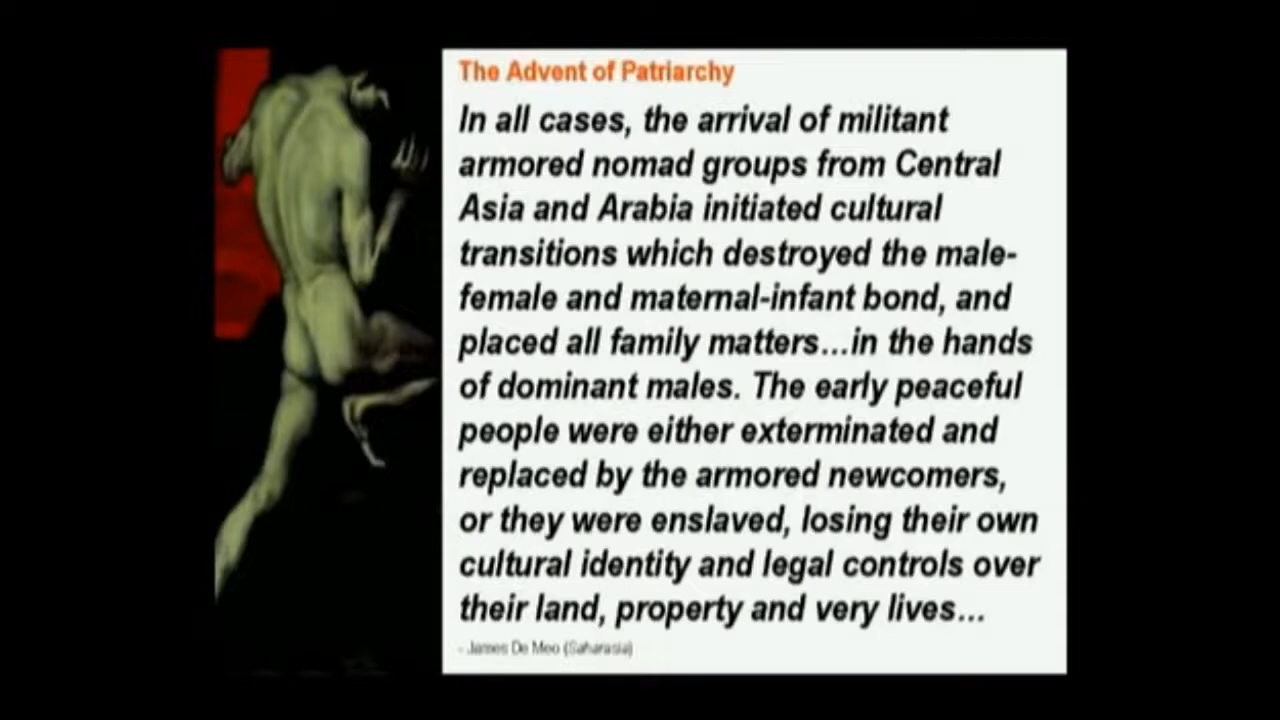 The Advent of Patriarchy
In all cases, the arrival of militant
armored nomad groups from Central
Asia and Arabia initiated cultural
transitions which destroyed the male-
female and maternal-infant bond, and
placed all family matters...in the hands
of dominant males. The early peaceful
people were either exterminated and
replaced by the armored newcomers,
or they were enslaved, losing their own
cultural identity and legal controls over
their land, property and very lives...
- James De Meo (Saharasia)